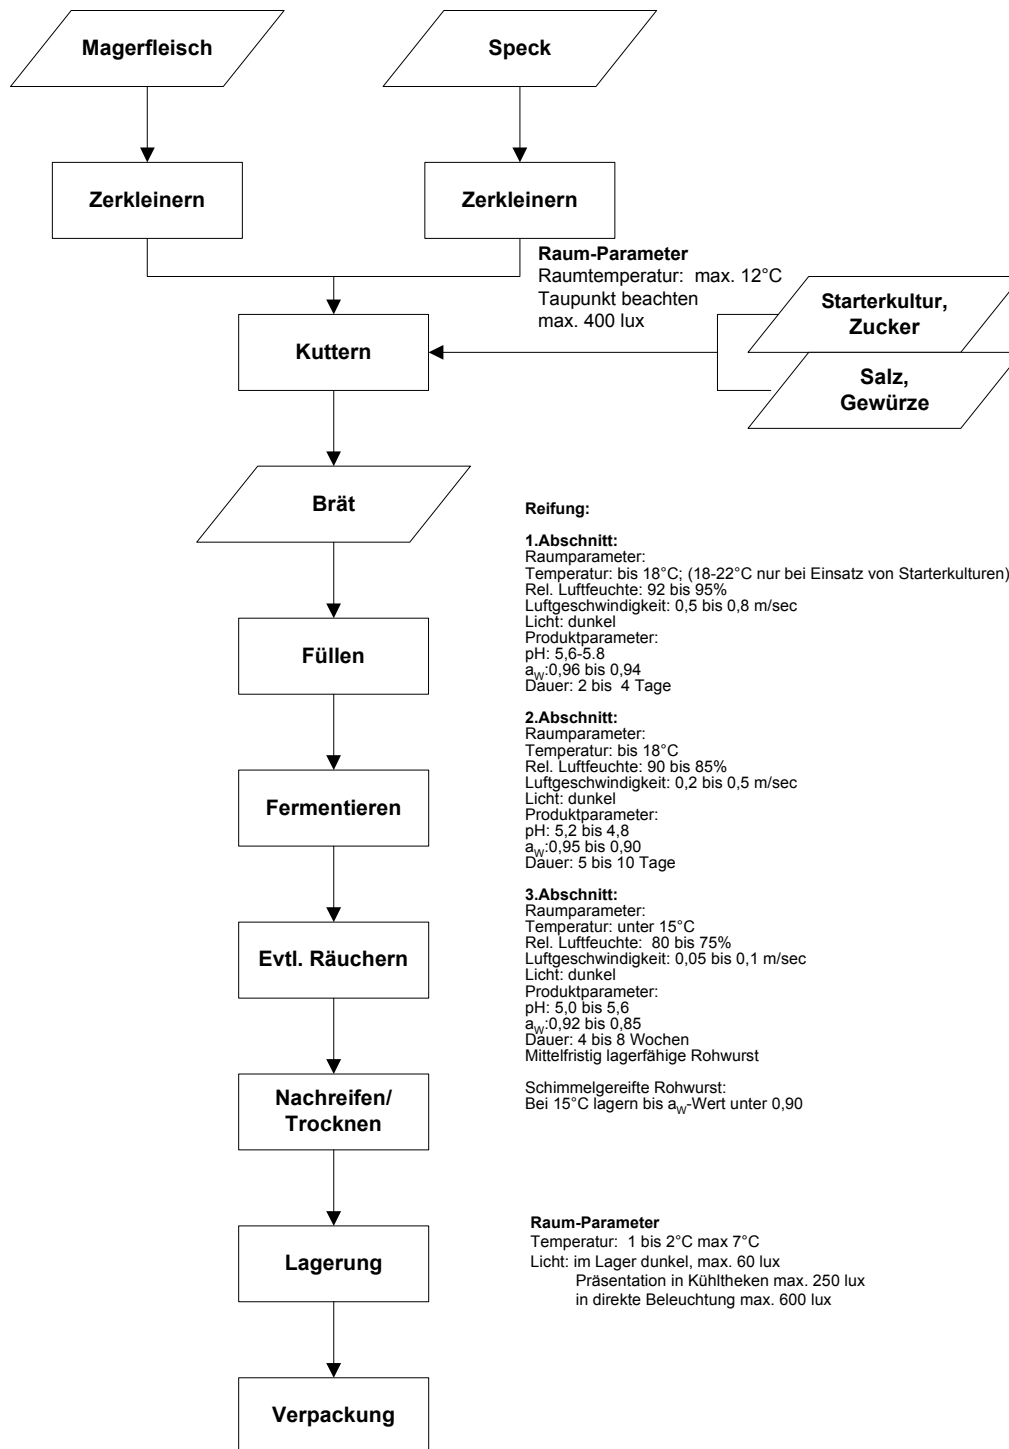 Magerfleisch
Speck
Zerkleinern
Zerkleinern
Raum-Parameter
Raumtemperatur:  max. 12°C
Taupunkt beachten
max. 400 lux
Starterkultur,
Zucker
Kuttern
Salz,
Gewürze
Brät
Reifung:
1.Abschnitt:
Raumparameter:
Temperatur: bis 18°C; (18-22°C nur bei Einsatz von Starterkulturen)
Rel. Luftfeuchte: 92 bis 95%
Luftgeschwindigkeit: 0,5 bis 0,8 m/sec
Licht: dunkel
Produktparameter:
pH: 5,6-5.8
aW:0,96 bis 0,94
Dauer: 2 bis  4 Tage
Füllen
2.Abschnitt:
Raumparameter:
Temperatur: bis 18°C
Rel. Luftfeuchte: 90 bis 85%
Luftgeschwindigkeit: 0,2 bis 0,5 m/sec
Licht: dunkel
Produktparameter:
pH: 5,2 bis 4,8
aW:0,95 bis 0,90
Dauer: 5 bis 10 Tage
Fermentieren
3.Abschnitt:
Raumparameter:
Temperatur: unter 15°C
Rel. Luftfeuchte:  80 bis 75%
Luftgeschwindigkeit: 0,05 bis 0,1 m/sec
Licht: dunkel
Produktparameter:
pH: 5,0 bis 5,6
aW:0,92 bis 0,85
Dauer: 4 bis 8 Wochen
Mittelfristig lagerfähige Rohwurst
Evtl. Räuchern
Schimmelgereifte Rohwurst:
Bei 15°C lagern bis aW-Wert unter 0,90
Nachreifen/
Trocknen
Lagerung
Raum-Parameter
Temperatur:  1 bis 2°C max 7°C
Licht: im Lager dunkel, max. 60 lux
Präsentation in Kühltheken max. 250 lux
in direkte Beleuchtung max. 600 lux
Verpackung